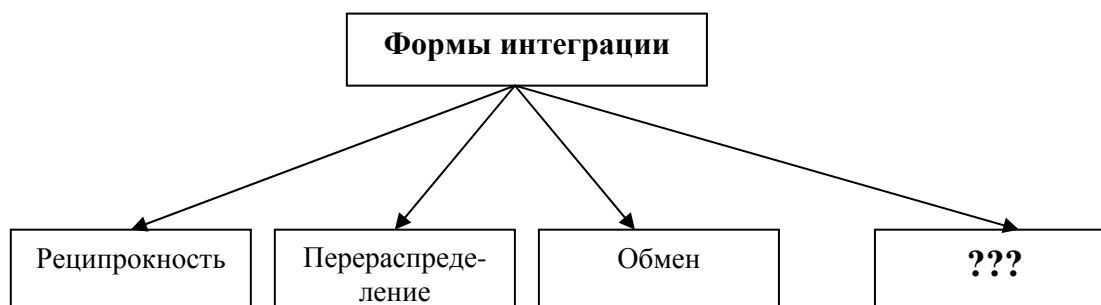 Формы интеграции
Реципрокность
Перераспреде-
ление
Обмен
???